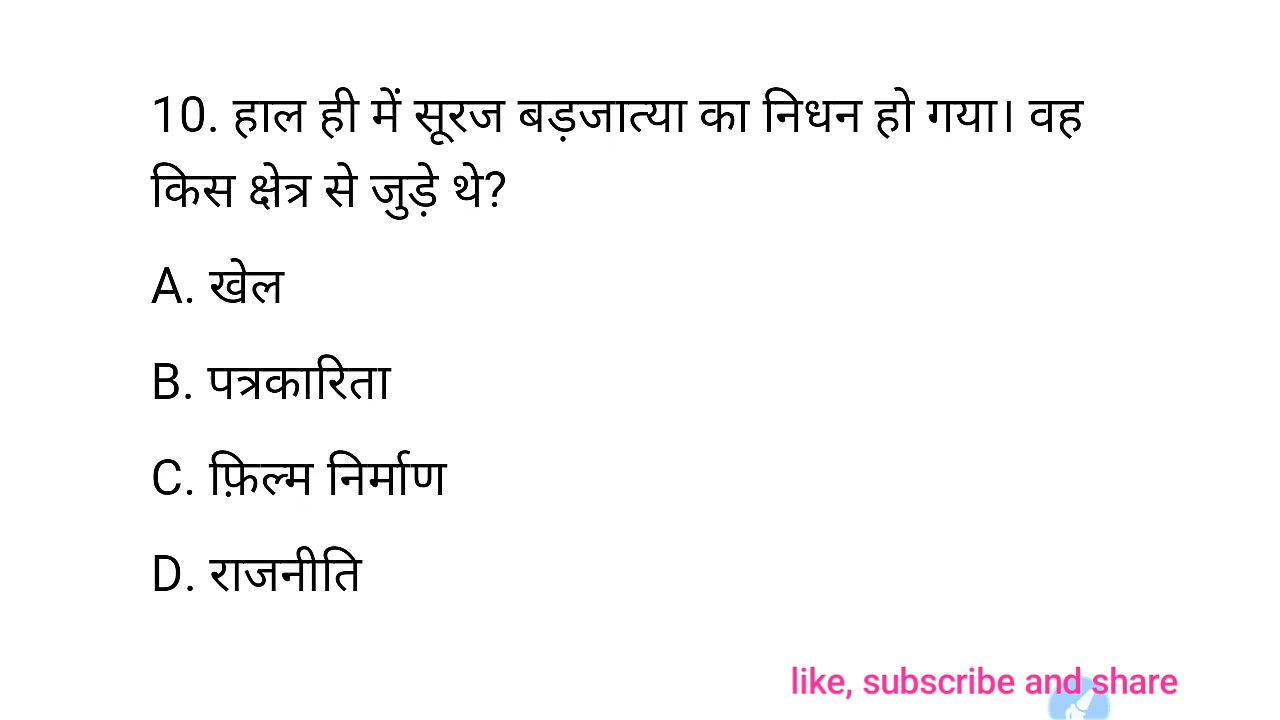 10. हाल ही में सूरज बड़जात्या का निधन हो गया। वह
किस क्षेत्र से जुड़े थे?
A. खेल
B. पत्रकारिता
C. फ़िल्म निर्माण
D. राजनीति
like, subscribe and share